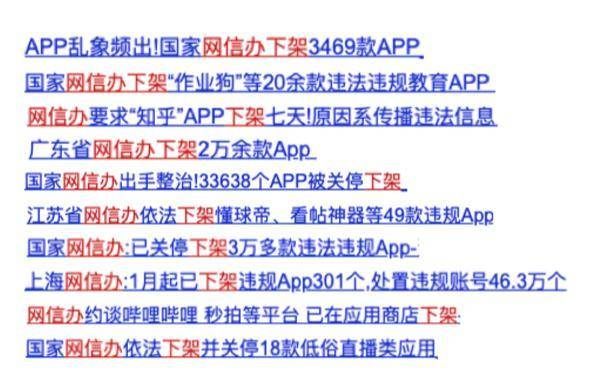 APP乱象频出!国家网信办下架3469款APP_
国家网信办下架“作业狗”等20余款违法违规教育APP
网信办要求“知乎”APP下架七天!原因系传播违法信息
广东省网信办下架2万余款App
国家网信办出手整治!33638个APP被关停下架_
江苏省网信办依法下架懂球帝、看帖神器等49款违规App
国家网信办:已关停下架3万多款违法违规App-
上海网信办:1月起已下架违规App301个,处置违规账号46.3万个
网信办约谈哔哩哔哩 秒拍等平台 已在应用商店下架
国家网信办依法下架并关停18款低俗直播类应用